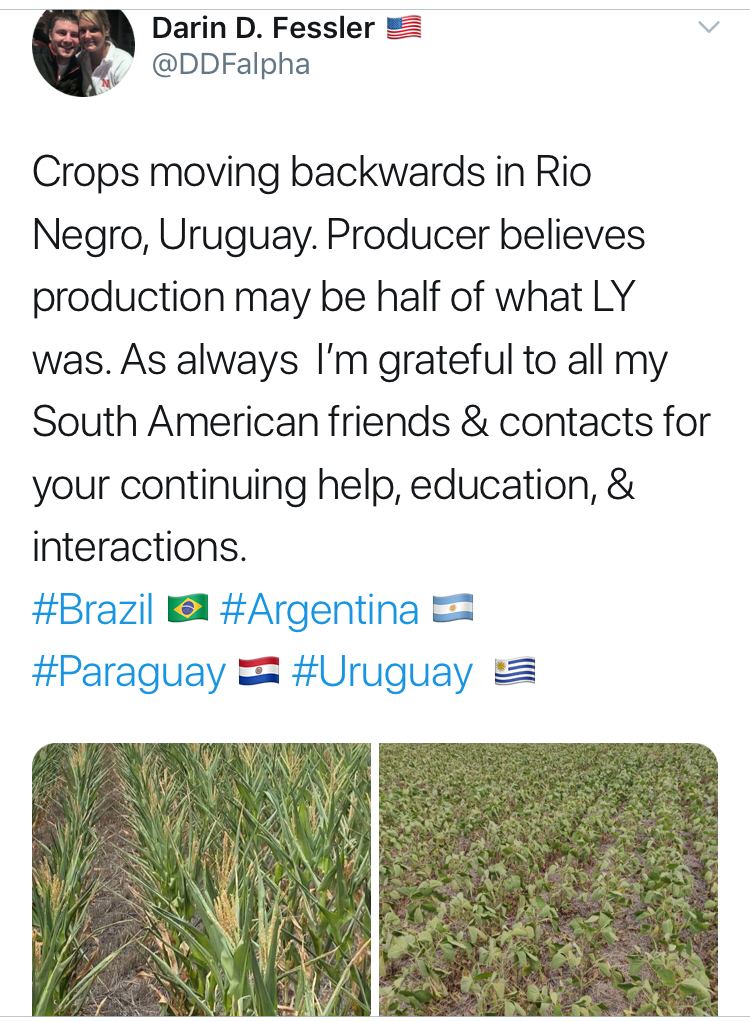 Darin D. Fessler 🇺🇸
@DDFalpha
Crops moving backwards in Rio
Negro, Uruguay. Producer believes
production may be half of what LY
was. As always  I’m grateful to all my
South American friends & contacts for
your continuing help, education, &
interactions.
#Brazil 🇧🇷 #Argentina 🇦🇷
#Paraguay 🇵🇾 #Uruguay 🇺🇾
N